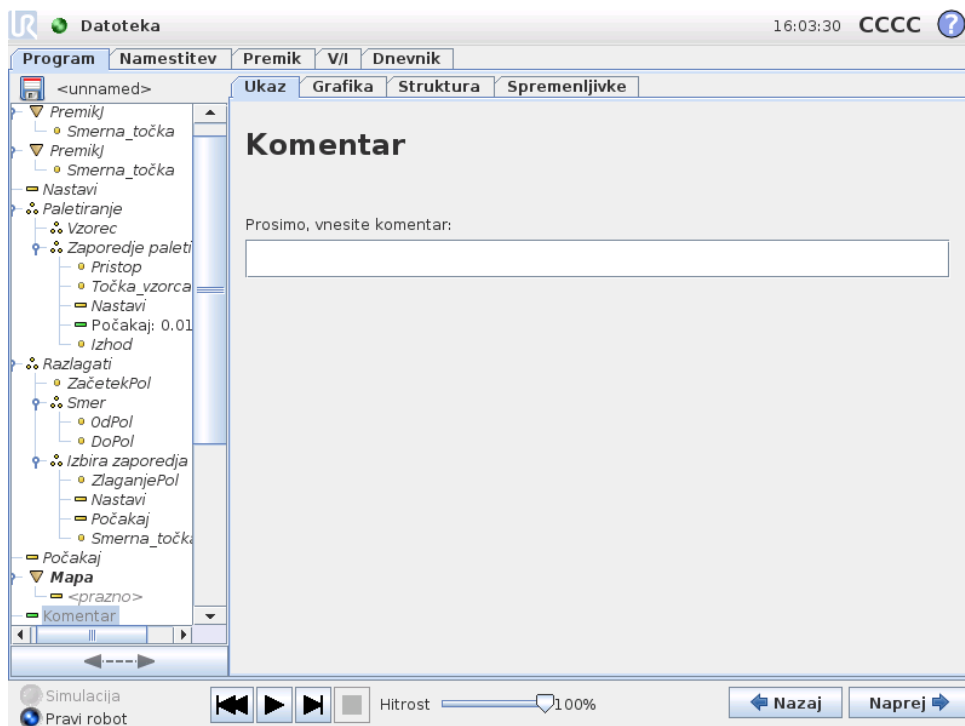 Datoteka 16:03:30 CCCC ?
Program Namestitev Premik V/I Dnevnik
<unnamed>
Ukaz Grafika Struktura Spremenljivke
PremikJ
Smerna_točka
PremikJ
Smerna_točka
Nastavi
Paletiranje
Vzorec
Zaporedje paleti
Pristop
Točka_vzorca
Nastavi
Počakaj: 0.01
Izhod
Razlagati
ZačetekPol
Smer
OdPol
DoPol
Izbira zaporedja
ZlaganjePol
Nastavi
Počakaj
Smerna_točka
Počakaj
Mapa
<prazno>
Komentar
Komentar
Prosimo, vnesite komentar:
Simulacija
Pravi robot
Hitrost 100%
Nazaj Naprej